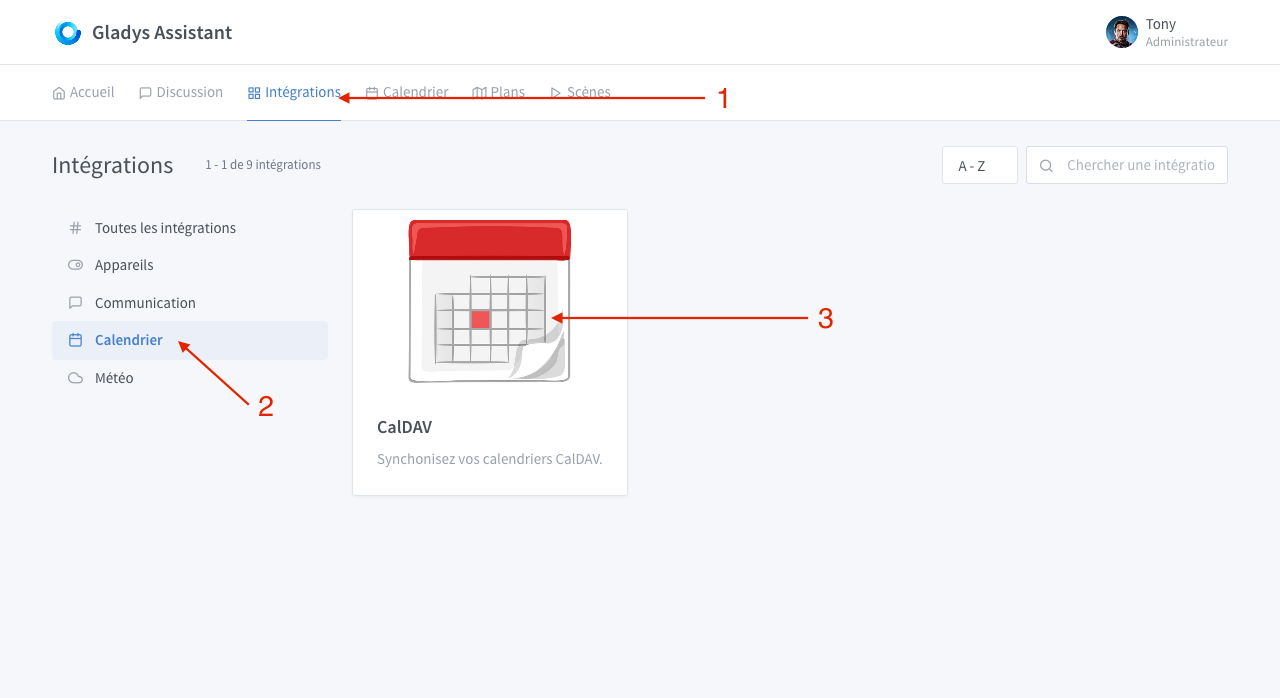 Gladys Assistant
Tony
Administrateur
Accueil Discussion Intégrations Calendrier Plans Scènes 1
Intégrations 1 - 1 de 9 intégrations A - Z Chercher une intégratio
Toutes les intégrations
Appareils
Communication
Calendrier
Météo
2
3
CalDAV
Synchonisez vos calendriers CalDAV.